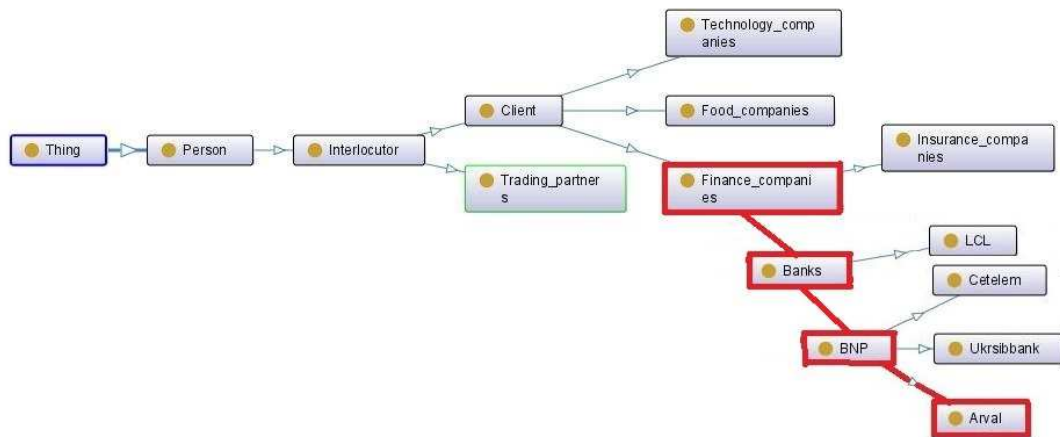 Technology_comp
anies
Client
Food_companies
Thing
Person
Interlocutor
Insurance_compa
nies
Trading_partner
s
Finance_compani
es
Banks
LCL
Cetelem
BNP
Ukrsibbank
Arval